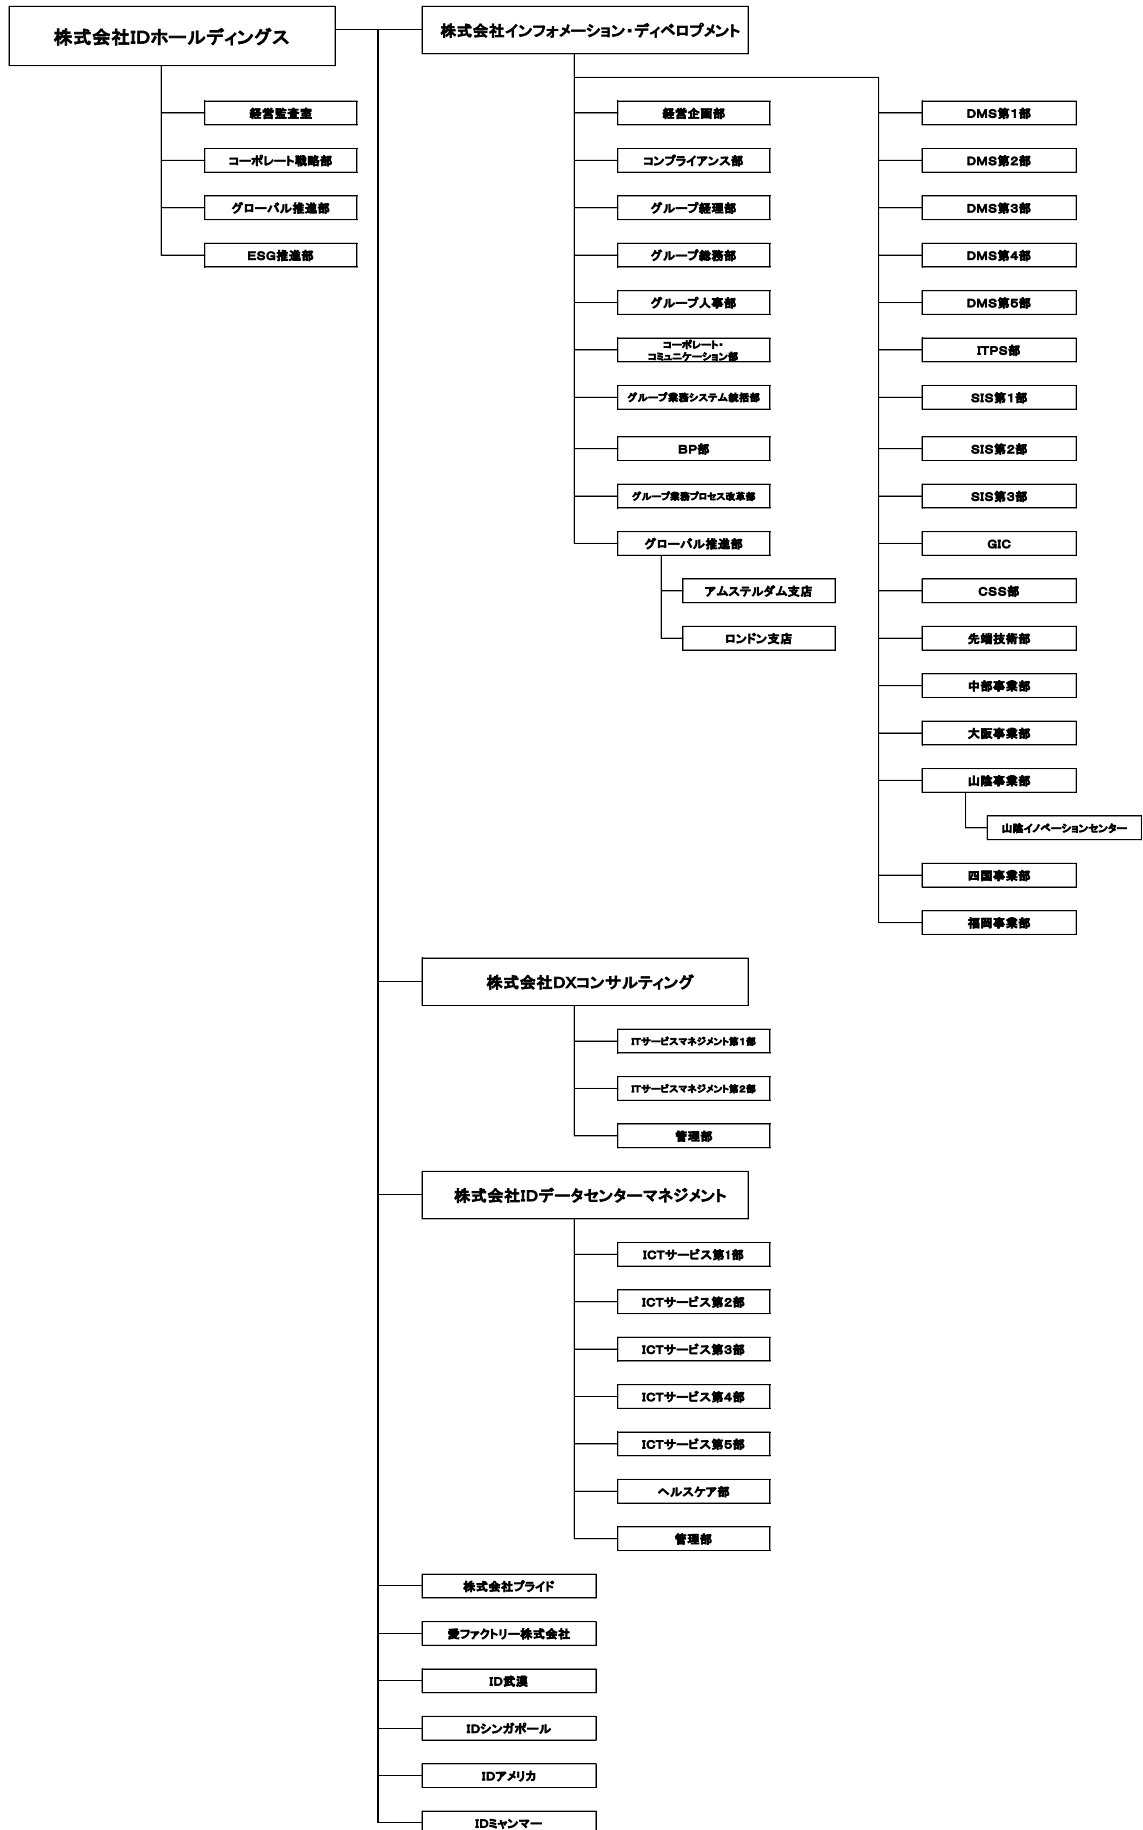 株式会社IDホールディングス
経営監査室
コーポレート戦略部
グローバル推進部
ESG推進部
株式会社インフォメーション・ディベロプメント
経営企画部
コンプライアンス部
グループ経理部
グループ総務部
グループ人事部
コーポレート・
コミュニケーション部
グループ業務システム統括部
BP部
グループ業務プロセス改革部
グローバル推進部
アムステルダム支店
ロンドン支店
DMS第1部
DMS第2部
DMS第3部
DMS第4部
DMS第5部
ITPS部
SIS第1部
SIS第2部
SIS第3部
GIC
CSS部
先端技術部
中部事業部
大阪事業部
山陰事業部
山陰イノベーションセンター
四国事業部
福岡事業部
株式会社DXコンサルティング
ITサービスマネジメント第1部
ITサービスマネジメント第2部
管理部
株式会社IDデータセンターマネジメント
ICTサービス第1部
ICTサービス第2部
ICTサービス第3部
ICTサービス第4部
ICTサービス第5部
ヘルスケア部
管理部
株式会社プライド
愛ファクトリー株式会社
ID武漢
IDシンガポール
IDアメリカ
IDミャンマー